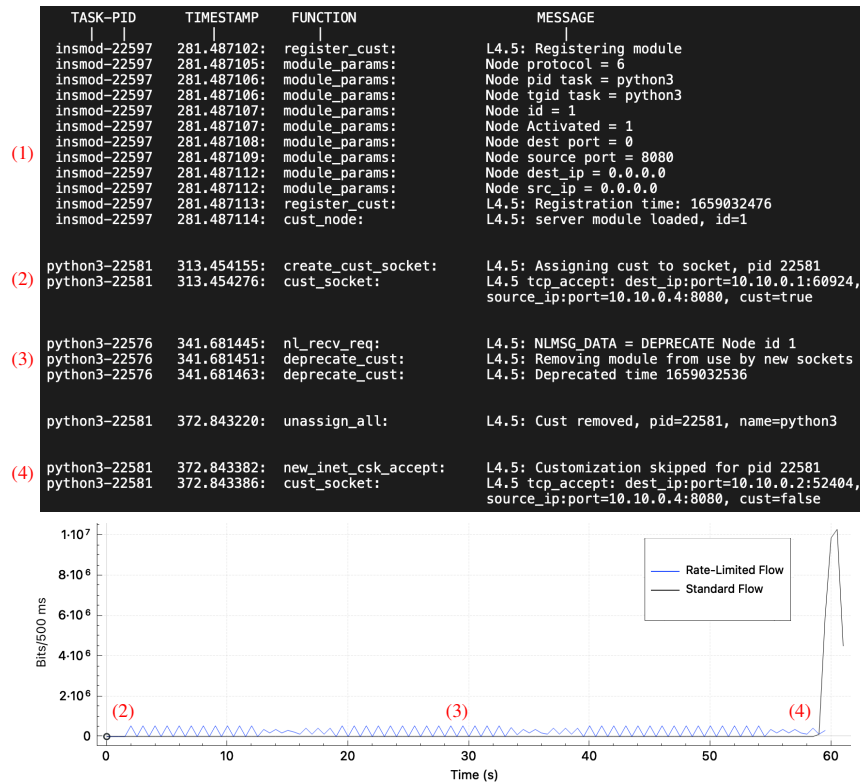 TASK-PID TIMESTAMP FUNCTION MESSAGE
| | | | |
insmod-22597 281.487102: register_cust: L4.5: Registering module
insmod-22597 281.487105: module_params: Node protocol = 6
insmod-22597 281.487106: module_params: Node pid task = python3
insmod-22597 281.487106: module_params: Node tgid task = python3
insmod-22597 281.487107: module_params: Node id = 1
insmod-22597 281.487107: module_params: Node Activated = 1
insmod-22597 281.487108: module_params: Node dest port = 0
(1) insmod-22597 281.487109: module_params: Node source port = 8080
insmod-22597 281.487112: module_params: Node dest_ip = 0.0.0.0
insmod-22597 281.487112: module_params: Node src_ip = 0.0.0.0
insmod-22597 281.487113: register_cust: L4.5: Registration time: 1659032476
insmod-22597 281.487114: cust_node: L4.5: server module loaded, id=1
python3-22581 313.454155: create_cust_socket: L4.5: Assigning cust to socket, pid 22581
(2) python3-22581 313.454276: cust_socket: L4.5 tcp_accept: dest_ip:port=10.10.0.1:60924,
source_ip:port=10.10.0.4:8080, cust=true
python3-22576 341.681445: nl_recv_req: L4.5: NLMSG_DATA = DEPRECATE Node id 1
(3) python3-22576 341.681451: deprecate_cust: L4.5: Removing module from use by new sockets
python3-22576 341.681463: deprecate_cust: L4.5: Deprecated time 1659032536
python3-22581 372.843220: unassign_all: L4.5: Cust removed, pid=22581, name=python3
python3-22581 372.843382: new_inet_csk_accept: L4.5: Customization skipped for pid 22581
(4) python3-22581 372.843386: cust_socket: L4.5 tcp_accept: dest_ip:port=10.10.0.2:52404,
source_ip:port=10.10.0.4:8080, cust=false
1·10⁷
8·10⁶
6·10⁶
4·10⁶
2·10⁶
0
Bits/500 ms
Rate-Limited Flow
Standard Flow
(2) (3) (4)
0 10 20 30 40 50 60
Time (s)